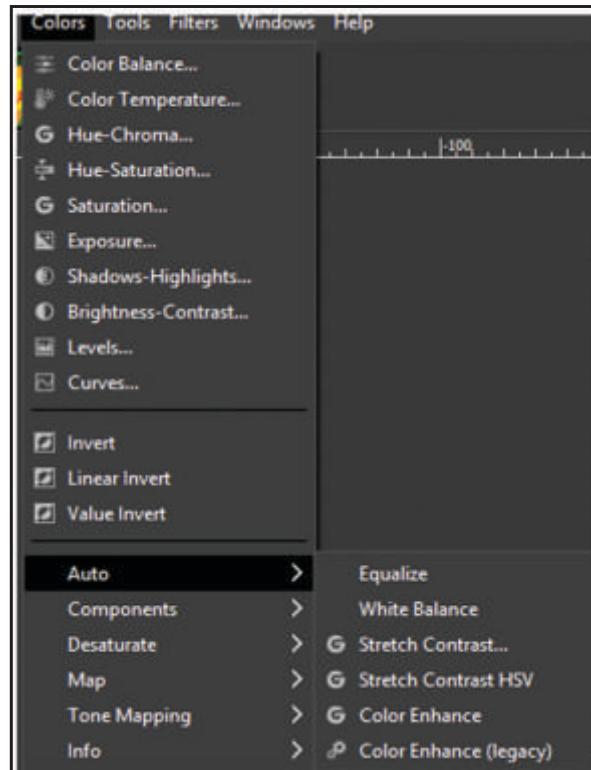 Colors Tools Filters Windows Help
Color Balance...
Color Temperature...
G Hue-Chroma...
-100
Hue-Saturation...
G Saturation...
Exposure...
Shadows-Highlights...
Brightness-Contrast...
Levels...
Curves...
Invert
Linear Invert
Value Invert
Auto >
Components >
Desaturate >
Map >
Tone Mapping >
Info >
Equalize
White Balance
G Stretch Contrast...
G Stretch Contrast HSV
G Color Enhance
Color Enhance (legacy)